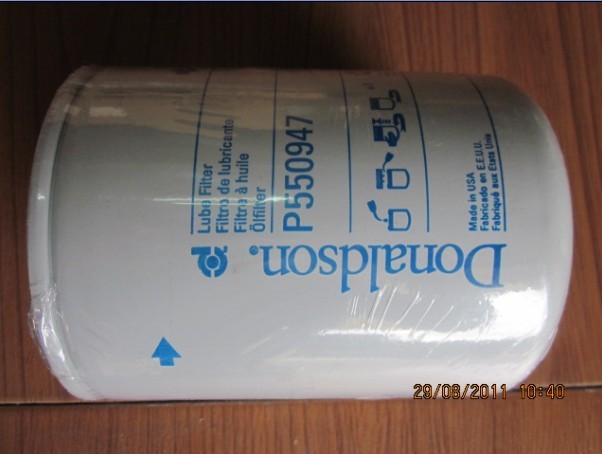 Donaldson.
Lube Filter
Filtro de lubricante
Filtre à huile
Ölfilter
P550947
Made in USA
Fabricado en E.E.U.U.
Fabriqué aux États Unis
29/08/2011 10:40